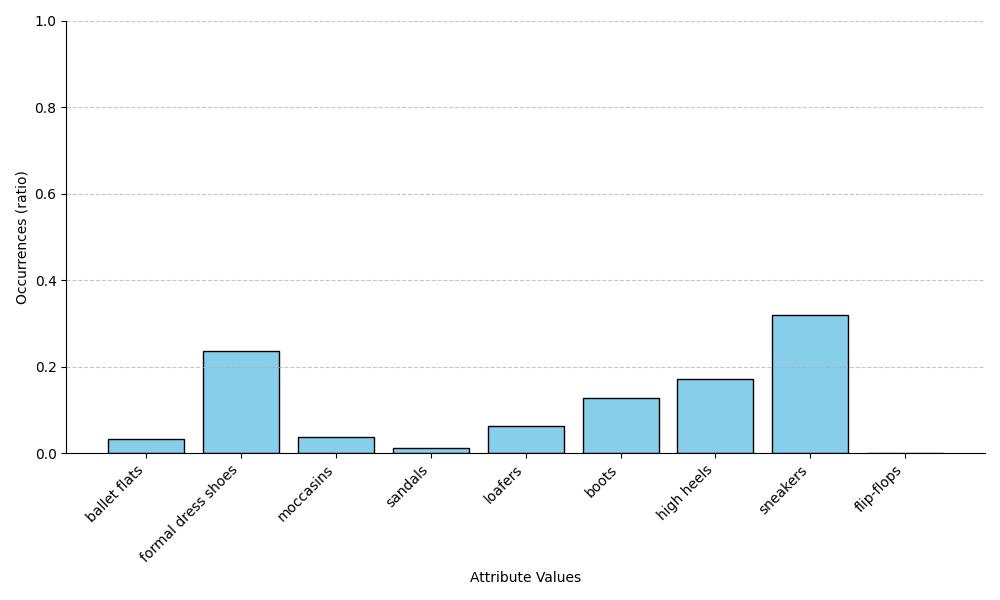 1.0
0.8
0.6
0.4
0.2
0.0
Occurrences (ratio)
ballet flats
formal dress shoes
moccasins
sandals
loafers
boots
high heels
sneakers
flip-flops
Attribute Values